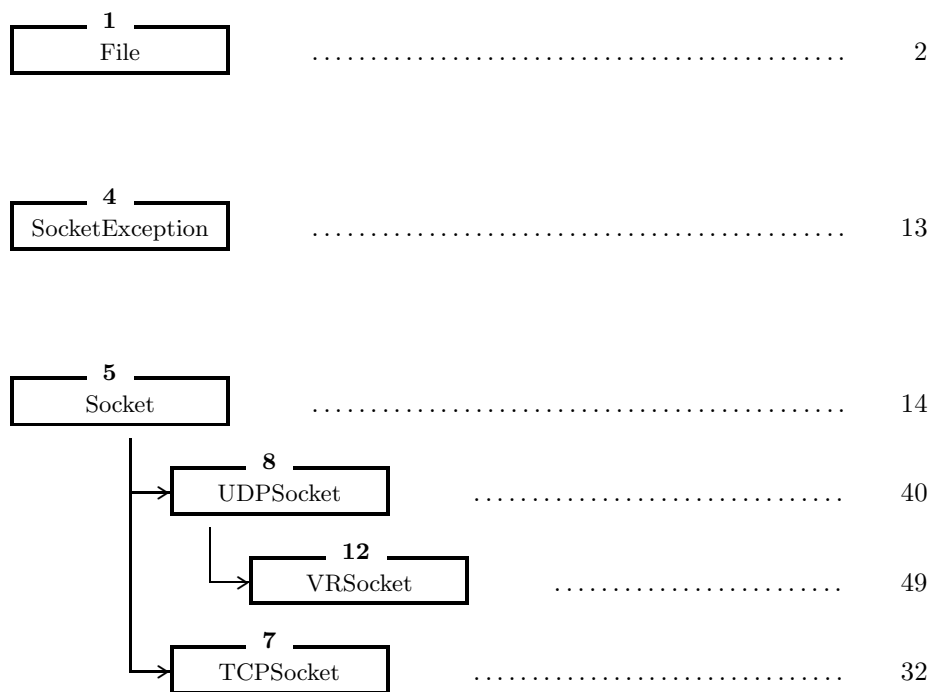 1
File ................................................ 2
4
SocketException ................................................ 13
5
Socket ................................................ 14
8
UDPSocket ................................. 40
12
VRSocket .......................... 49
7
TCPSocket ................................. 32